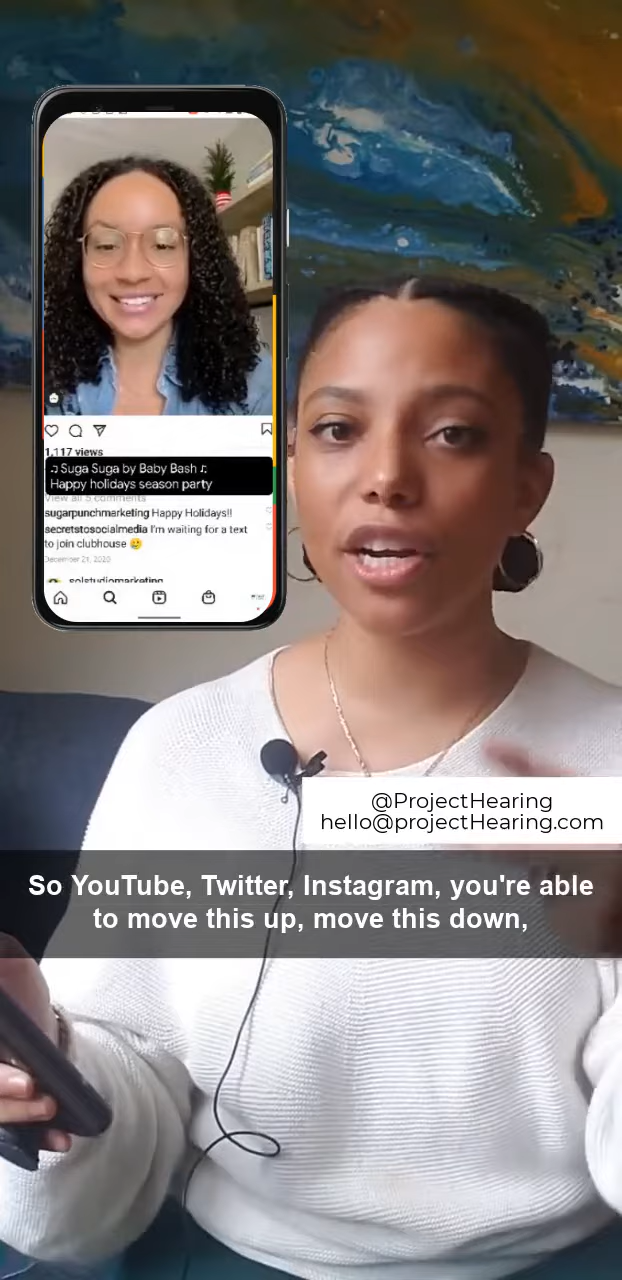 1,117 views
♫ Suga Suga by Baby Bash ♫
Happy holidays season party
View all 5 comments
sugarpunchmarketing Happy Holidays!!
secretstosocialmedia I'm waiting for a text
to join clubhouse 🥲
December 21, 2020
solstudiomarketing
@ProjectHearing
hello@projectHearing.com
So YouTube, Twitter, Instagram, you're able
to move this up, move this down,